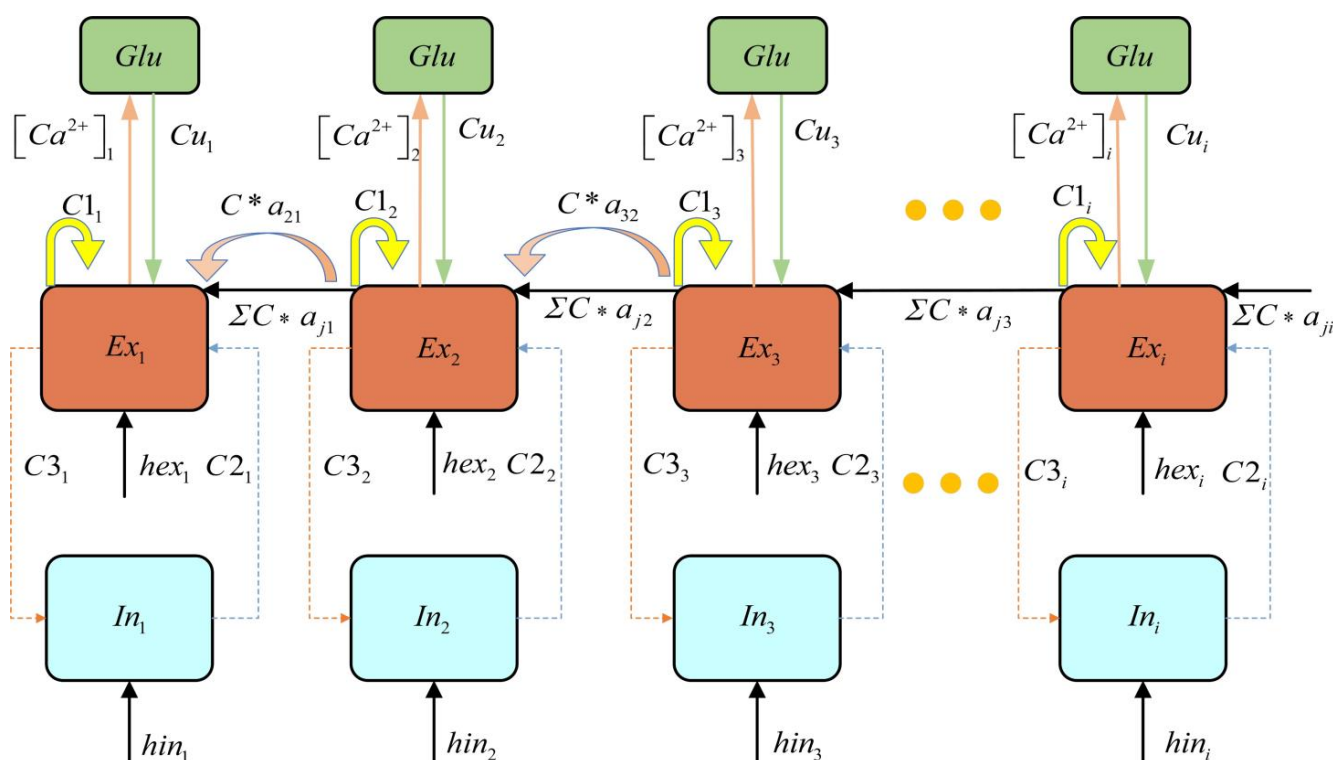 Glu Glu Glu Glu
[Ca²⁺]₁ Cu₁ [Ca²⁺]₂ Cu₂ [Ca²⁺]₃ Cu₃ [Ca²⁺]ᵢ Cuᵢ
C1₁ C*a₂₁ C1₂ C*a₃₂ C1₃ C1ᵢ
ΣC*aⱼ₁ ΣC*aⱼ₂ ΣC*aⱼ₃ ΣC*aⱼᵢ
Ex₁ Ex₂ Ex₃ Exᵢ
C3₁ hex₁ C2₁ C3₂ hex₂ C2₂ C3₃ hex₃ C2₃ C3ᵢ hexᵢ C2ᵢ
In₁ In₂ In₃ Inᵢ
hin₁ hin₂ hin₃ hinᵢ